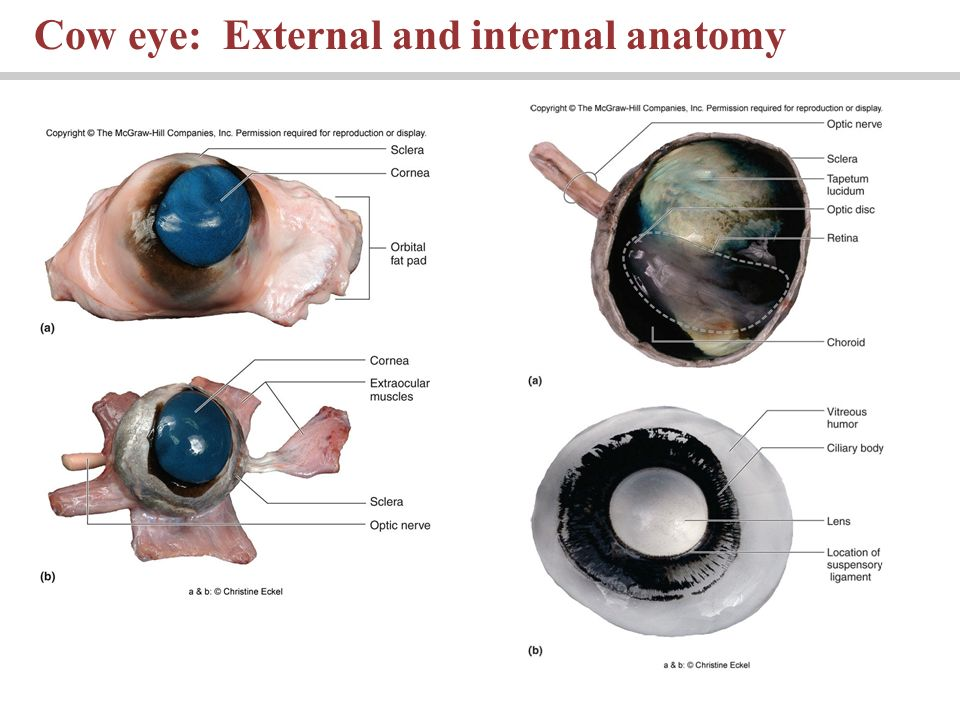 Cow eye: External and internal anatomy
Copyright © The McGraw-Hill Companies, Inc. Permission required for reproduction or display.
Sclera
Cornea
Orbital
fat pad
(a)
Cornea
Extraocular
muscles
Sclera
Optic nerve
(b)
a & b: © Christine Eckel
Copyright © The McGraw-Hill Companies, Inc. Permission required for reproduction or display.
Optic nerve
Sclera
Tapetum
lucidum
Optic disc
Retina
Choroid
(a)
Vitreous
humor
Ciliary body
Lens
Location of
suspensory
ligament
(b)
a & b: © Christine Eckel